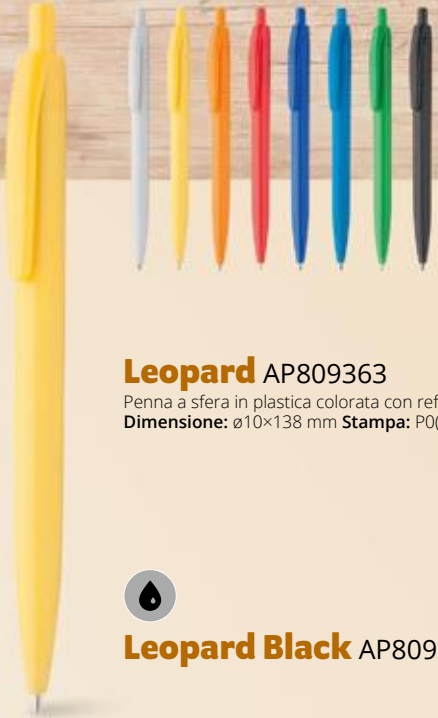 Leopard AP809363
Penna a sfera in plastica colorata con ref
Dimensione: ø10×138 mm Stampa: P0(
Leopard Black AP809